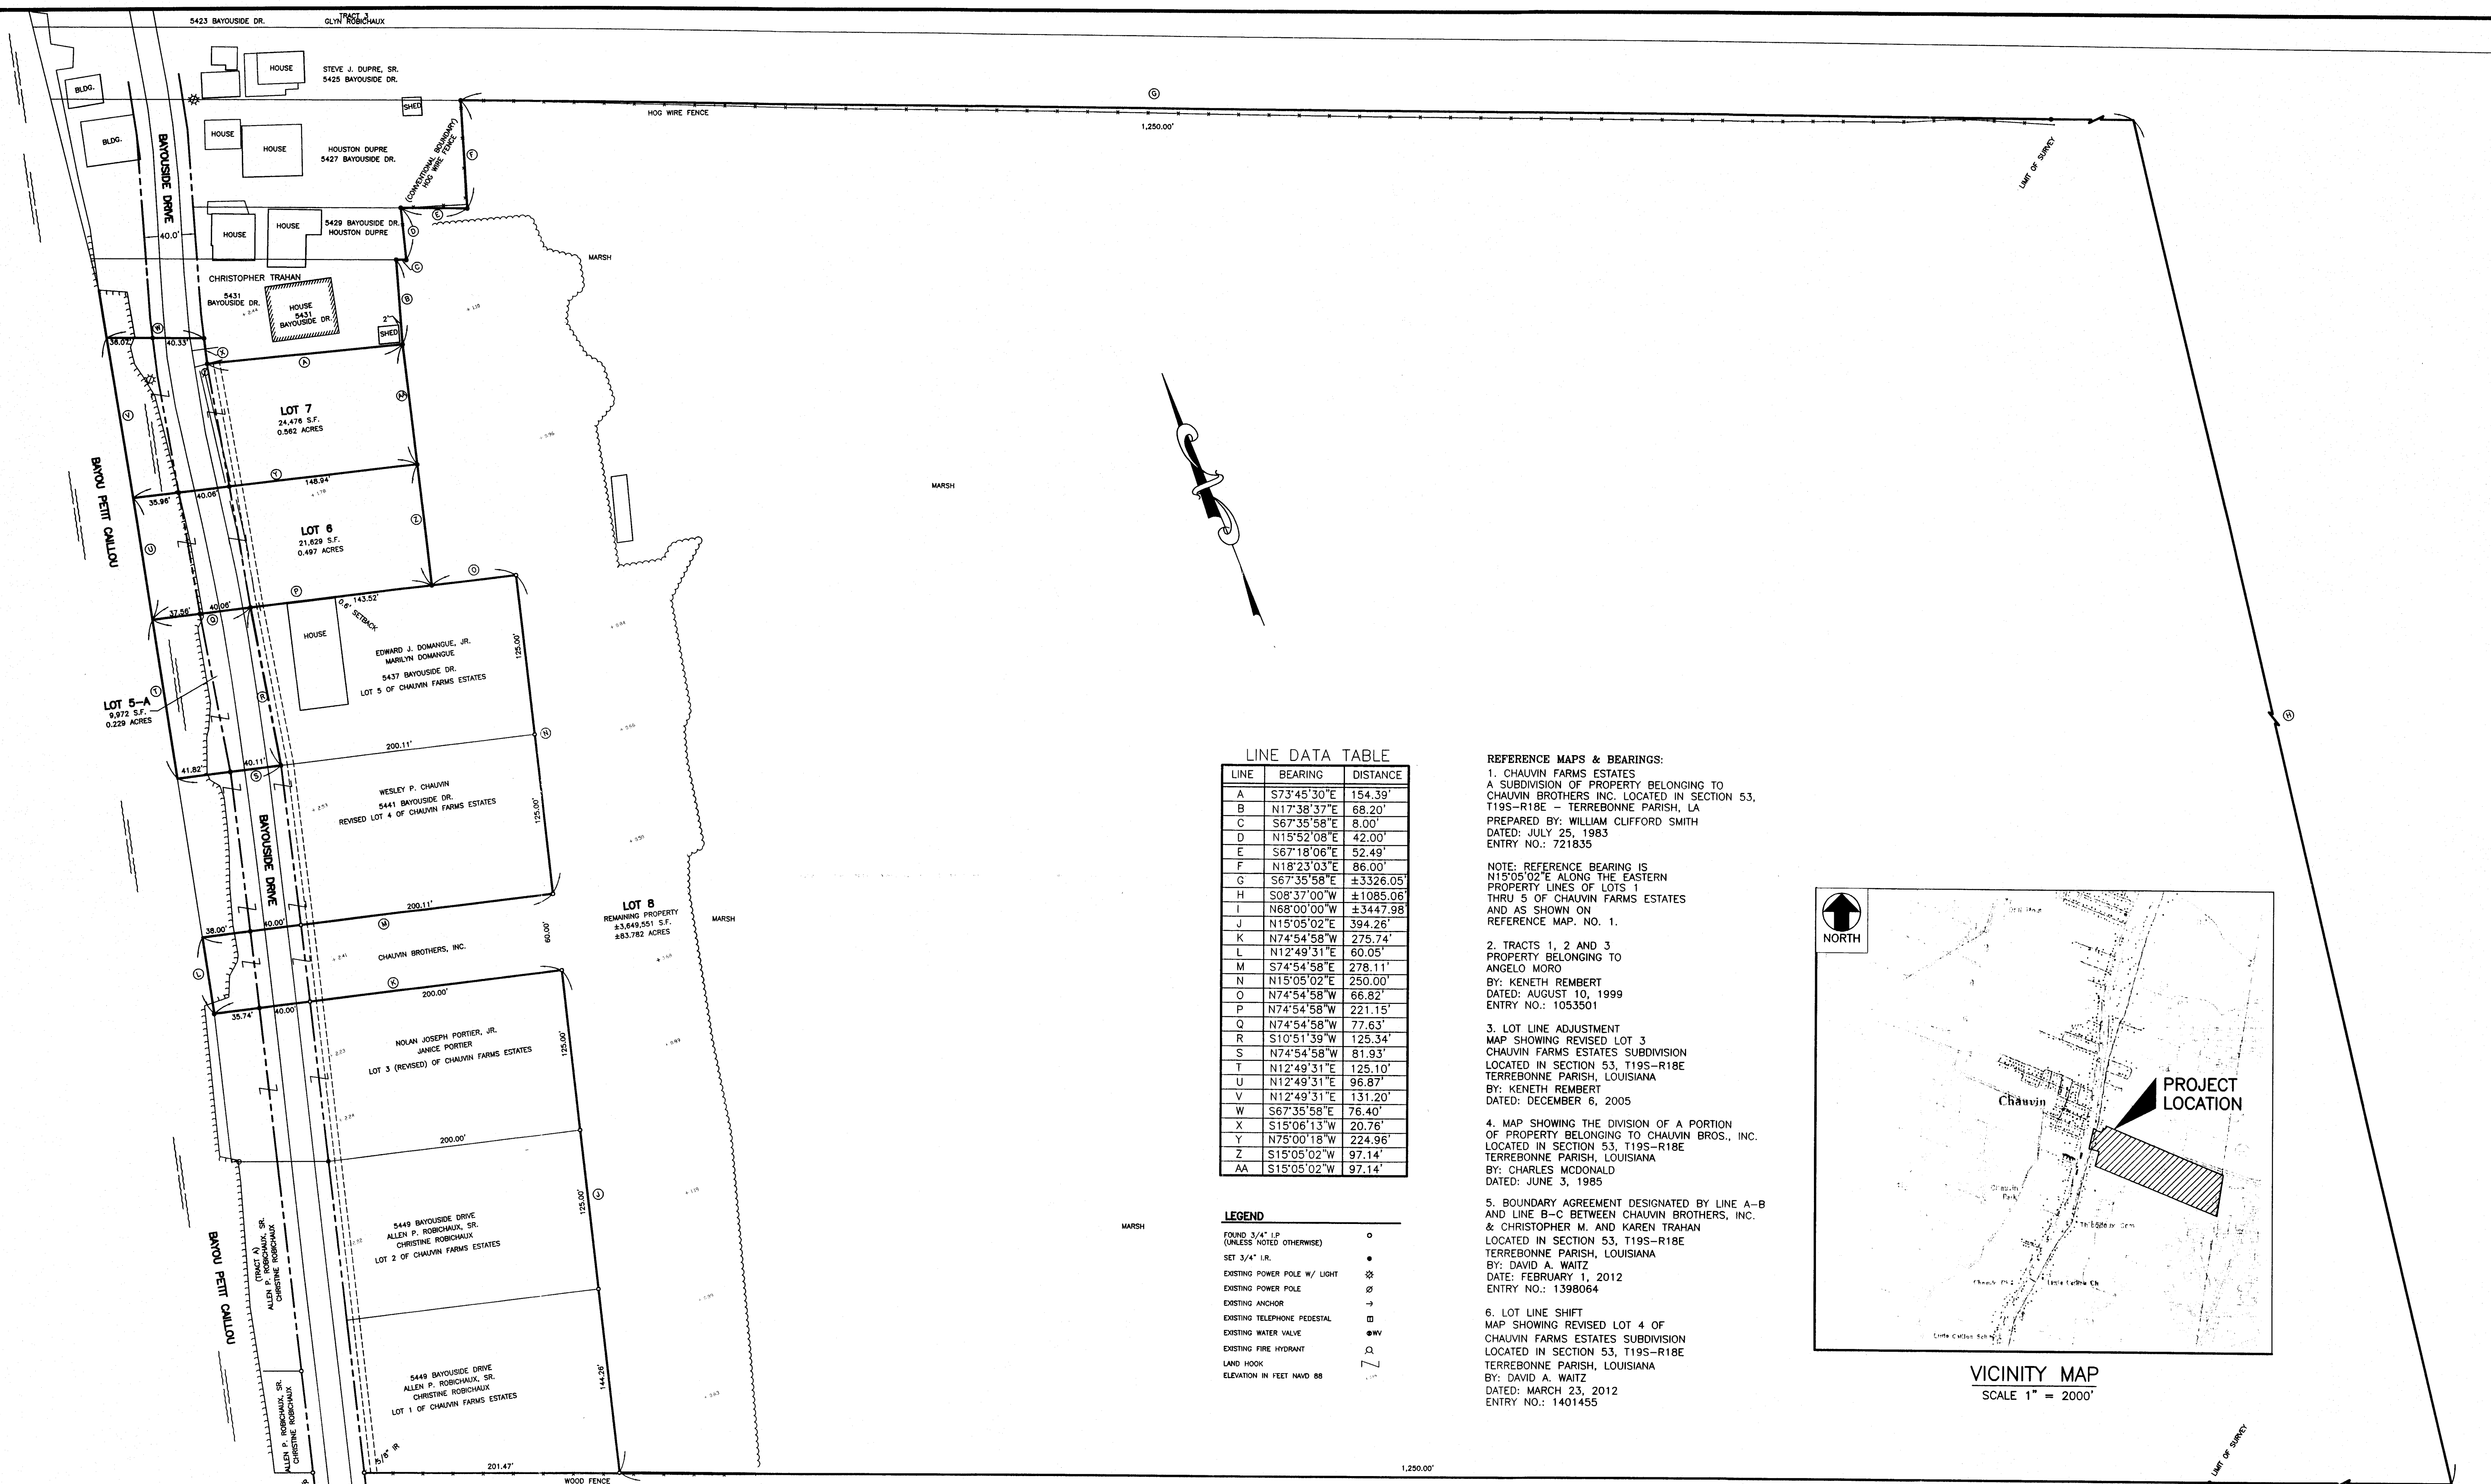 5423 BAYOUSIDE DR.
TRACT 3
GLYN ROBICHAUX
BLDG.
HOUSE
STEVE J. DUPRE, SR.
5425 BAYOUSIDE DR.
SHED
G
HOG WIRE FENCE
1,250.00'
BLDG.
BAYOUSIDE DRIVE
HOUSE
HOUSE
HOUSTON DUPRE
5427 BAYOUSIDE DR.
(CONVENTIONAL BOUNDARY)
HOG WIRE FENCE
F
LIMIT OF SURVEY
40.0'
HOUSE
HOUSE
5429 BAYOUSIDE DR.
HOUSTON DUPRE
E
D
C
MARSH
CHRISTOPHER TRAHAN
5431
BAYOUSIDE DR.
+ 2.44
HOUSE
5431
BAYOUSIDE DR.
B
2'
SHED
W
36.07'
40.33'
X
A
V
LOT 7
24,476 S.F.
0.562 ACRES
AA
BAYOU PETIT CAILLOU
Y
148.94'
35.96'
40.06'
MARSH
U
LOT 6
21,629 S.F.
0.497 ACRES
Z
O
P
143.52'
0.6' SETBACK
37.56'
40.06'
Q
HOUSE
EDWARD J. DOMANGUE, JR.
MARILYN DOMANGUE
5437 BAYOUSIDE DR.
LOT 5 OF CHAUVIN FARMS ESTATES
125.00'
T
R
LOT 5-A
9,972 S.F.
0.229 ACRES
N
200.11'
41.82'
40.11'
S
WESLEY P. CHAUVIN
5441 BAYOUSIDE DR.
REVISED LOT 4 OF CHAUVIN FARMS ESTATES
125.00'
BAYOUSIDE DRIVE
200.11'
LOT 8
REMAINING PROPERTY
±3,649,551 S.F.
±83.782 ACRES
MARSH
38.00'
40.00'
M
60.00'
CHAUVIN BROTHERS, INC.
+ 2.41
L
K
200.00'
35.74'
40.00'
NOLAN JOSEPH PORTIER, JR.
JANICE PORTIER
LOT 3 (REVISED) OF CHAUVIN FARMS ESTATES
125.00'
200.00'
J
125.00'
5449 BAYOUSIDE DRIVE
ALLEN P. ROBICHAUX, SR.
CHRISTINE ROBICHAUX
LOT 2 OF CHAUVIN FARMS ESTATES
MARSH
(TRACT A)
ALLEN P. ROBICHAUX, SR.
CHRISTINE ROBICHAUX
BAYOU PETIT CAILLOU
5449 BAYOUSIDE DRIVE
ALLEN P. ROBICHAUX, SR.
CHRISTINE ROBICHAUX
LOT 1 OF CHAUVIN FARMS ESTATES
144.26'
ALLEN P. ROBICHAUX, SR.
CHRISTINE ROBICHAUX
5/8" IR
201.47'
WOOD FENCE
1,250.00'
H
LINE DATA TABLE
LINE BEARING DISTANCE
A S73°45'30"E 154.39'
B N17°38'37"E 68.20'
C S67°35'58"E 8.00'
D N15°52'08"E 42.00'
E S67°18'06"E 52.49'
F N18°23'03"E 86.00'
G S67°35'58"E ±3326.05'
H S08°37'00"W ±1085.06'
I N68°00'00"W ±3447.98'
J N15°05'02"E 394.26'
K N74°54'58"W 275.74'
L N12°49'31"E 60.05'
M S74°54'58"E 278.11'
N N15°05'02"E 250.00'
O N74°54'58"W 66.82'
P N74°54'58"W 221.15'
Q N74°54'58"W 77.63'
R S10°51'39"W 125.34'
S N74°54'58"W 81.93'
T N12°49'31"E 125.10'
U N12°49'31"E 96.87'
V N12°49'31"E 131.20'
W S67°35'58"E 76.40'
X S15°06'13"W 20.76'
Y N75°00'18"W 224.96'
Z S15°05'02"W 97.14'
AA S15°05'02"W 97.14'
LEGEND
FOUND 3/4" I.P
(UNLESS NOTED OTHERWISE)
SET 3/4" I.R.
EXISTING POWER POLE W/ LIGHT
EXISTING POWER POLE
EXISTING ANCHOR
EXISTING TELEPHONE PEDESTAL
EXISTING WATER VALVE WV
EXISTING FIRE HYDRANT
LAND HOOK
ELEVATION IN FEET NAVD 88
REFERENCE MAPS & BEARINGS:
1. CHAUVIN FARMS ESTATES
A SUBDIVISION OF PROPERTY BELONGING TO
CHAUVIN BROTHERS INC. LOCATED IN SECTION 53,
T19S-R18E - TERREBONNE PARISH, LA
PREPARED BY: WILLIAM CLIFFORD SMITH
DATED: JULY 25, 1983
ENTRY NO.: 721835
NOTE: REFERENCE BEARING IS
N15°05'02"E ALONG THE EASTERN
PROPERTY LINES OF LOTS 1
THRU 5 OF CHAUVIN FARMS ESTATES
AND AS SHOWN ON
REFERENCE MAP. NO. 1.
2. TRACTS 1, 2 AND 3
PROPERTY BELONGING TO
ANGELO MORO
BY: KENETH REMBERT
DATED: AUGUST 10, 1999
ENTRY NO.: 1053501
3. LOT LINE ADJUSTMENT
MAP SHOWING REVISED LOT 3
CHAUVIN FARMS ESTATES SUBDIVISION
LOCATED IN SECTION 53, T19S-R18E
TERREBONNE PARISH, LOUISIANA
BY: KENETH REMBERT
DATED: DECEMBER 6, 2005
4. MAP SHOWING THE DIVISION OF A PORTION
OF PROPERTY BELONGING TO CHAUVIN BROS., INC.
LOCATED IN SECTION 53, T19S-R18E
TERREBONNE PARISH, LOUISIANA
BY: CHARLES MCDONALD
DATED: JUNE 3, 1985
5. BOUNDARY AGREEMENT DESIGNATED BY LINE A-B
AND LINE B-C BETWEEN CHAUVIN BROTHERS, INC.
& CHRISTOPHER M. AND KAREN TRAHAN
LOCATED IN SECTION 53, T19S-R18E
TERREBONNE PARISH, LOUISIANA
BY: DAVID A. WAITZ
DATE: FEBRUARY 1, 2012
ENTRY NO.: 1398064
6. LOT LINE SHIFT
MAP SHOWING REVISED LOT 4 OF
CHAUVIN FARMS ESTATES SUBDIVISION
LOCATED IN SECTION 53, T19S-R18E
TERREBONNE PARISH, LOUISIANA
BY: DAVID A. WAITZ
DATED: MARCH 23, 2012
ENTRY NO.: 1401455
NORTH
Chauvin
PROJECT
LOCATION
VICINITY MAP
SCALE 1" = 2000'
LIMIT OF SURVEY